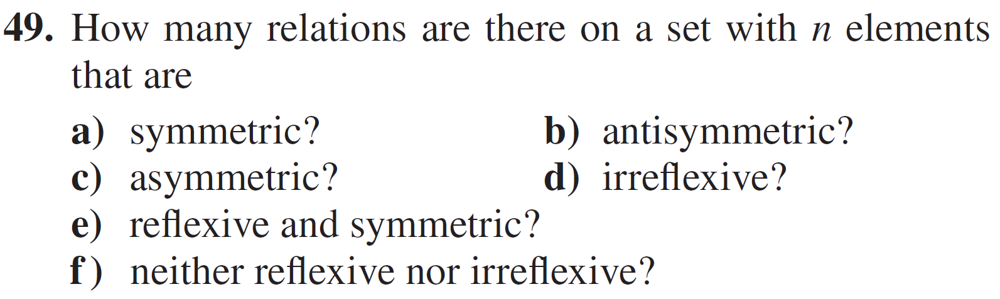 49. How many relations are there on a set with n elements
that are
a) symmetric? b) antisymmetric?
c) asymmetric? d) irreflexive?
e) reflexive and symmetric?
f) neither reflexive nor irreflexive?